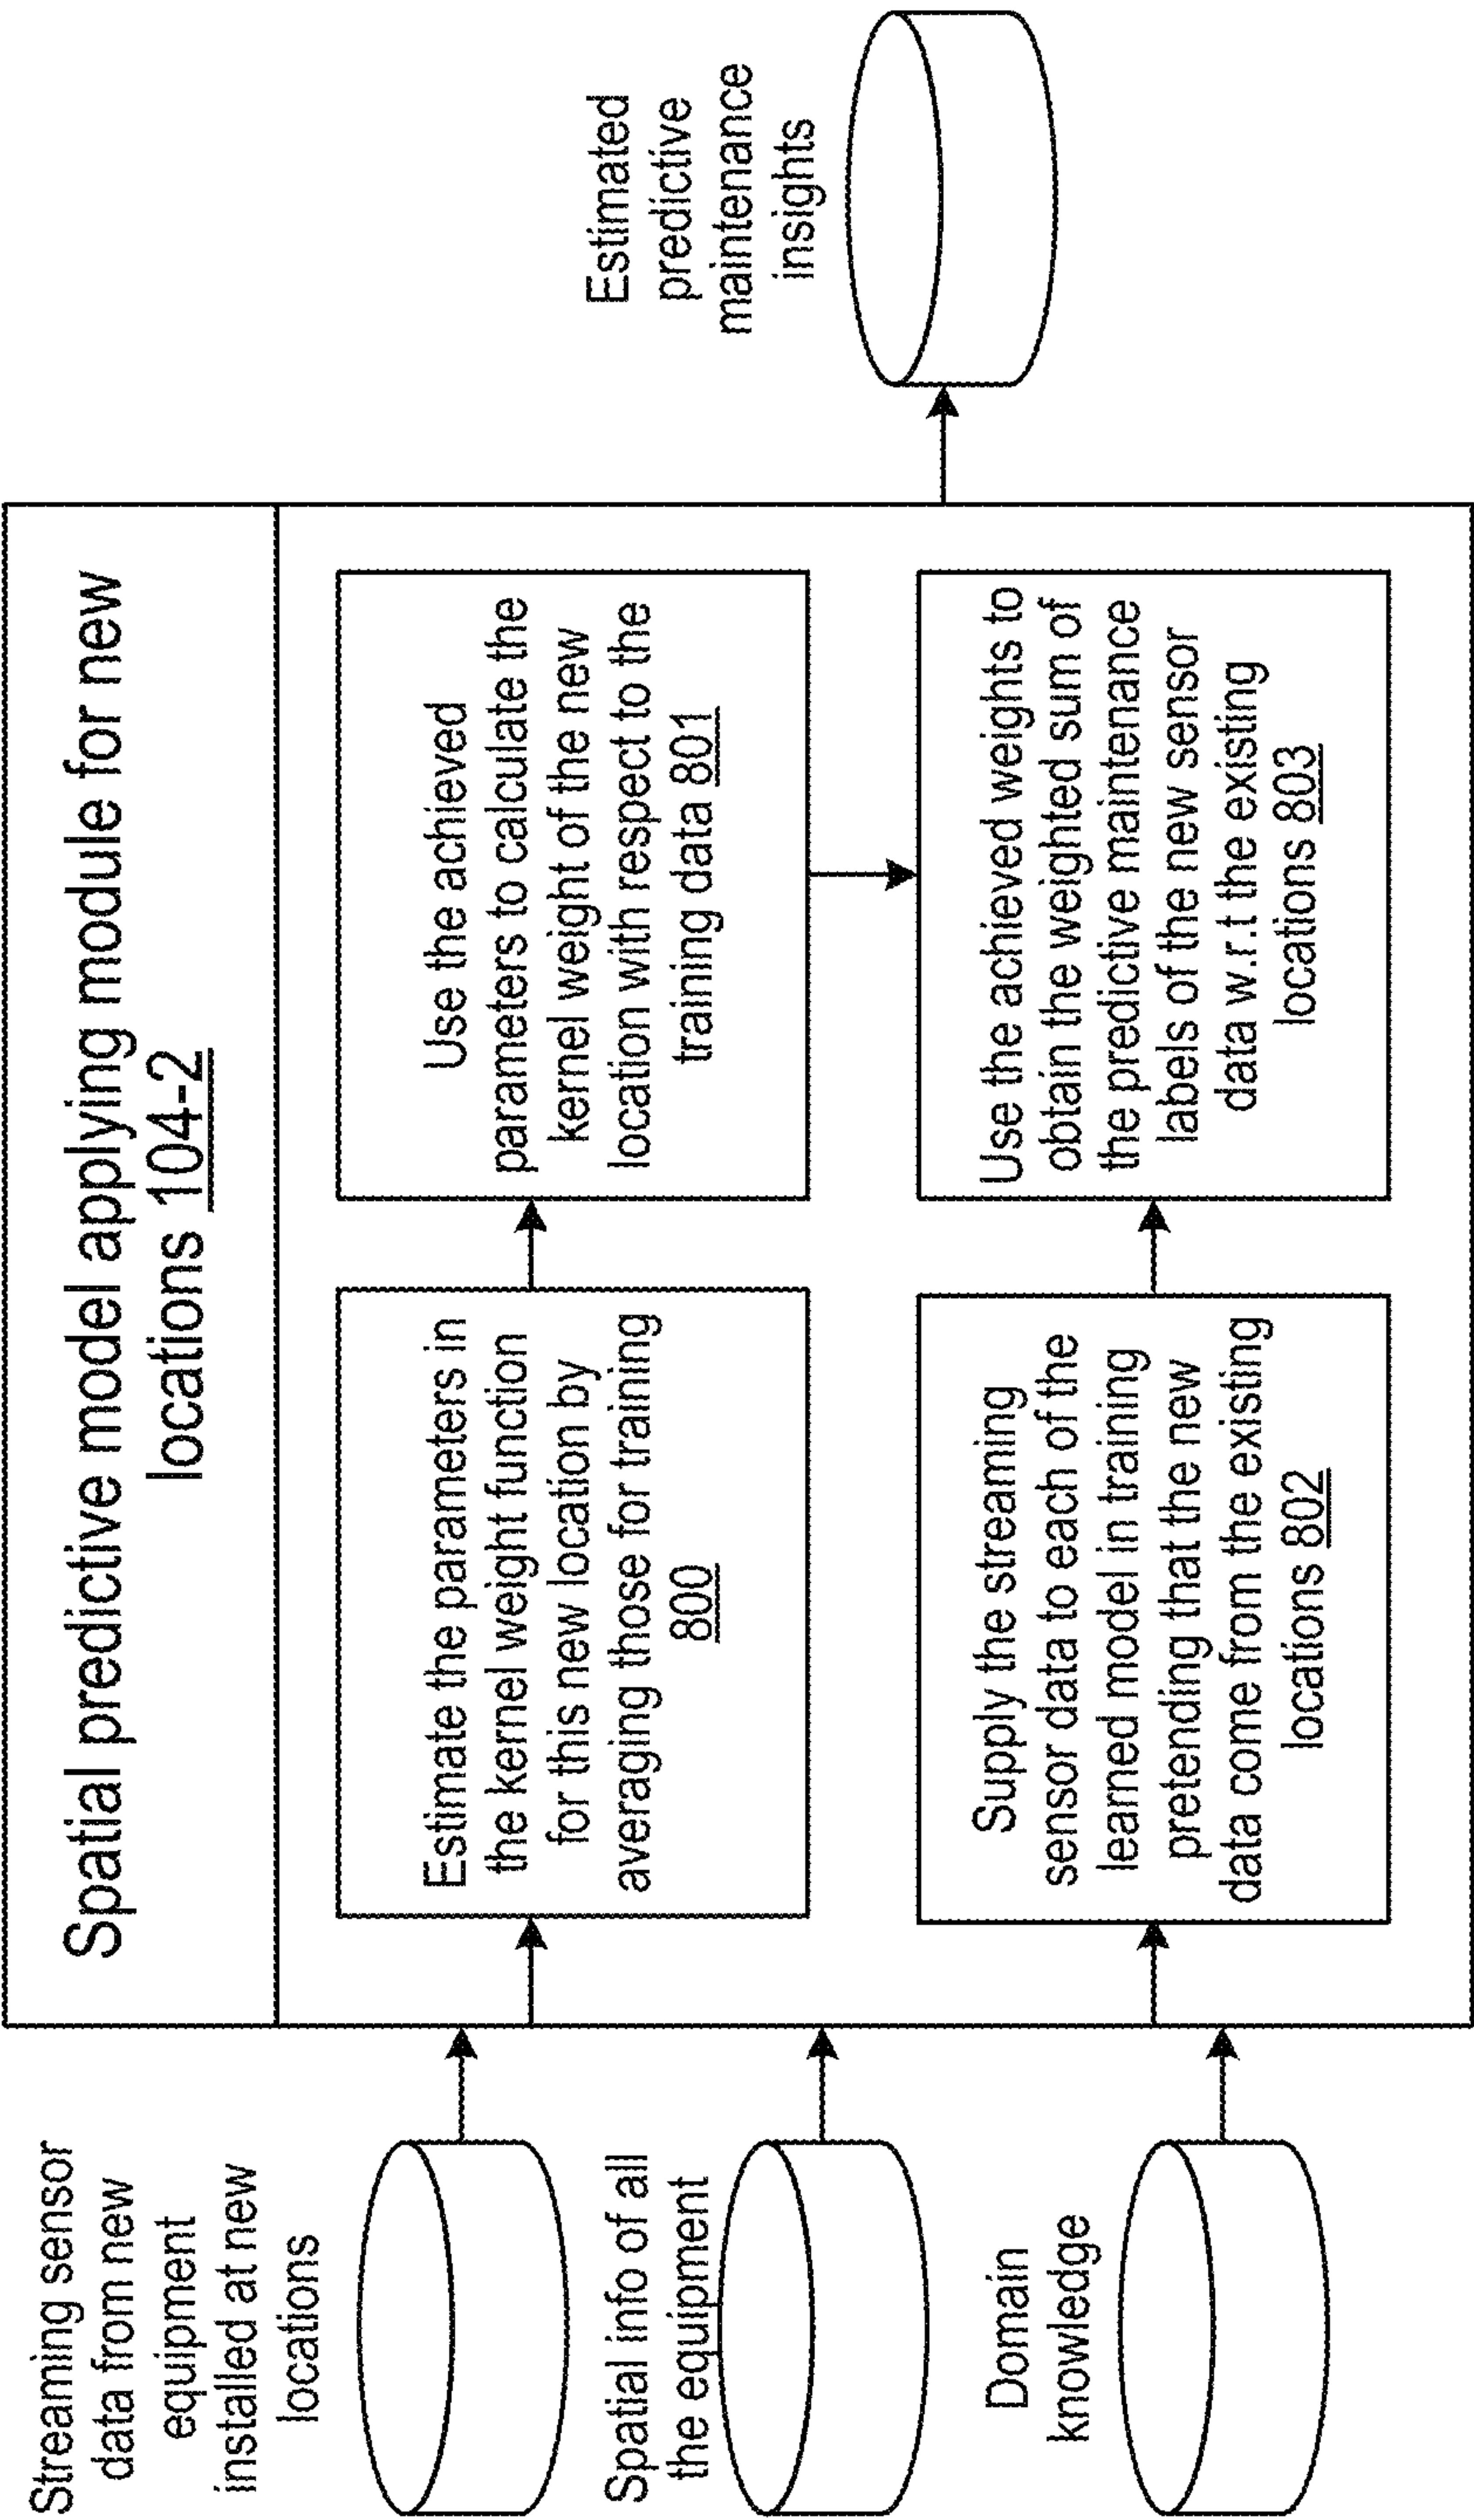 Spatial predictive model applying module for new
locations 104-2
Streaming sensor
data from new
equipment
installed at new
locations
Spatial info of all
the equipment
Domain
knowledge
Estimate the parameters in
the kernel weight function
for this new location by
averaging those for training
800
Use the achieved
parameters to calculate the
kernel weight of the new
location with respect to the
training data 801
Supply the streaming
sensor data to each of the
learned model in training
pretending that the new
data come from the existing
locations 802
Use the achieved weights to
obtain the weighted sum of
the predictive maintenance
labels of the new sensor
data w.r.t the existing
locations 803
Estimated
predictive
maintenance
insights